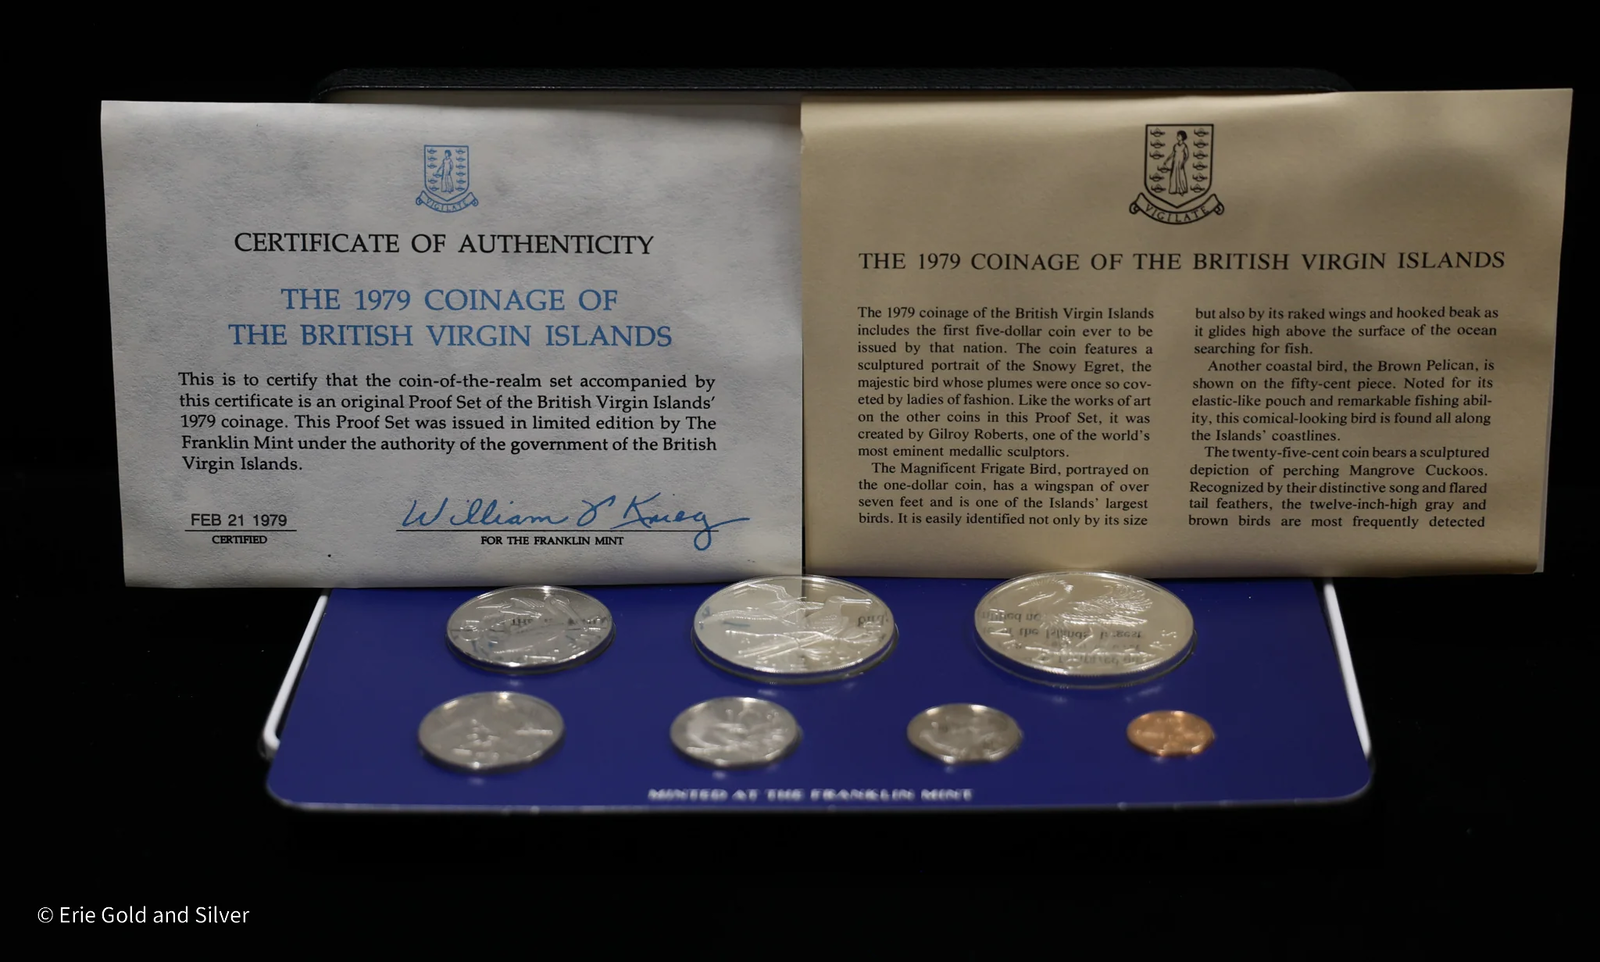 VIGILATE
CERTIFICATE OF AUTHENTICITY
THE 1979 COINAGE OF
THE BRITISH VIRGIN ISLANDS
This is to certify that the coin-of-the-realm set accompanied by
this certificate is an original Proof Set of the British Virgin Islands'
1979 coinage. This Proof Set was issued in limited edition by The
Franklin Mint under the authority of the government of the British
Virgin Islands.
FEB 21 1979
CERTIFIED
William Krieg
FOR THE FRANKLIN MINT
VIGILATE
THE 1979 COINAGE OF THE BRITISH VIRGIN ISLANDS
The 1979 coinage of the British Virgin Islands
includes the first five-dollar coin ever to be
issued by that nation. The coin features a
sculptured portrait of the Snowy Egret, the
majestic bird whose plumes were once so cov-
eted by ladies of fashion. Like the works of art
on the other coins in this Proof Set, it was
created by Gilroy Roberts, one of the world's
most eminent medallic sculptors.
The Magnificent Frigate Bird, portrayed on
the one-dollar coin, has a wingspan of over
seven feet and is one of the Islands' largest
birds. It is easily identified not only by its size
but also by its raked wings and hooked beak as
it glides high above the surface of the ocean
searching for fish.
Another coastal bird, the Brown Pelican, is
shown on the fifty-cent piece. Noted for its
elastic-like pouch and remarkable fishing abil-
ity, this comical-looking bird is found all along
the Islands' coastlines.
The twenty-five-cent coin bears a sculptured
depiction of perching Mangrove Cuckoos.
Recognized by their distinctive song and flared
tail feathers, the twelve-inch-high gray and
brown birds are most frequently detected
MINTED AT THE FRANKLIN MINT
© Erie Gold and Silver